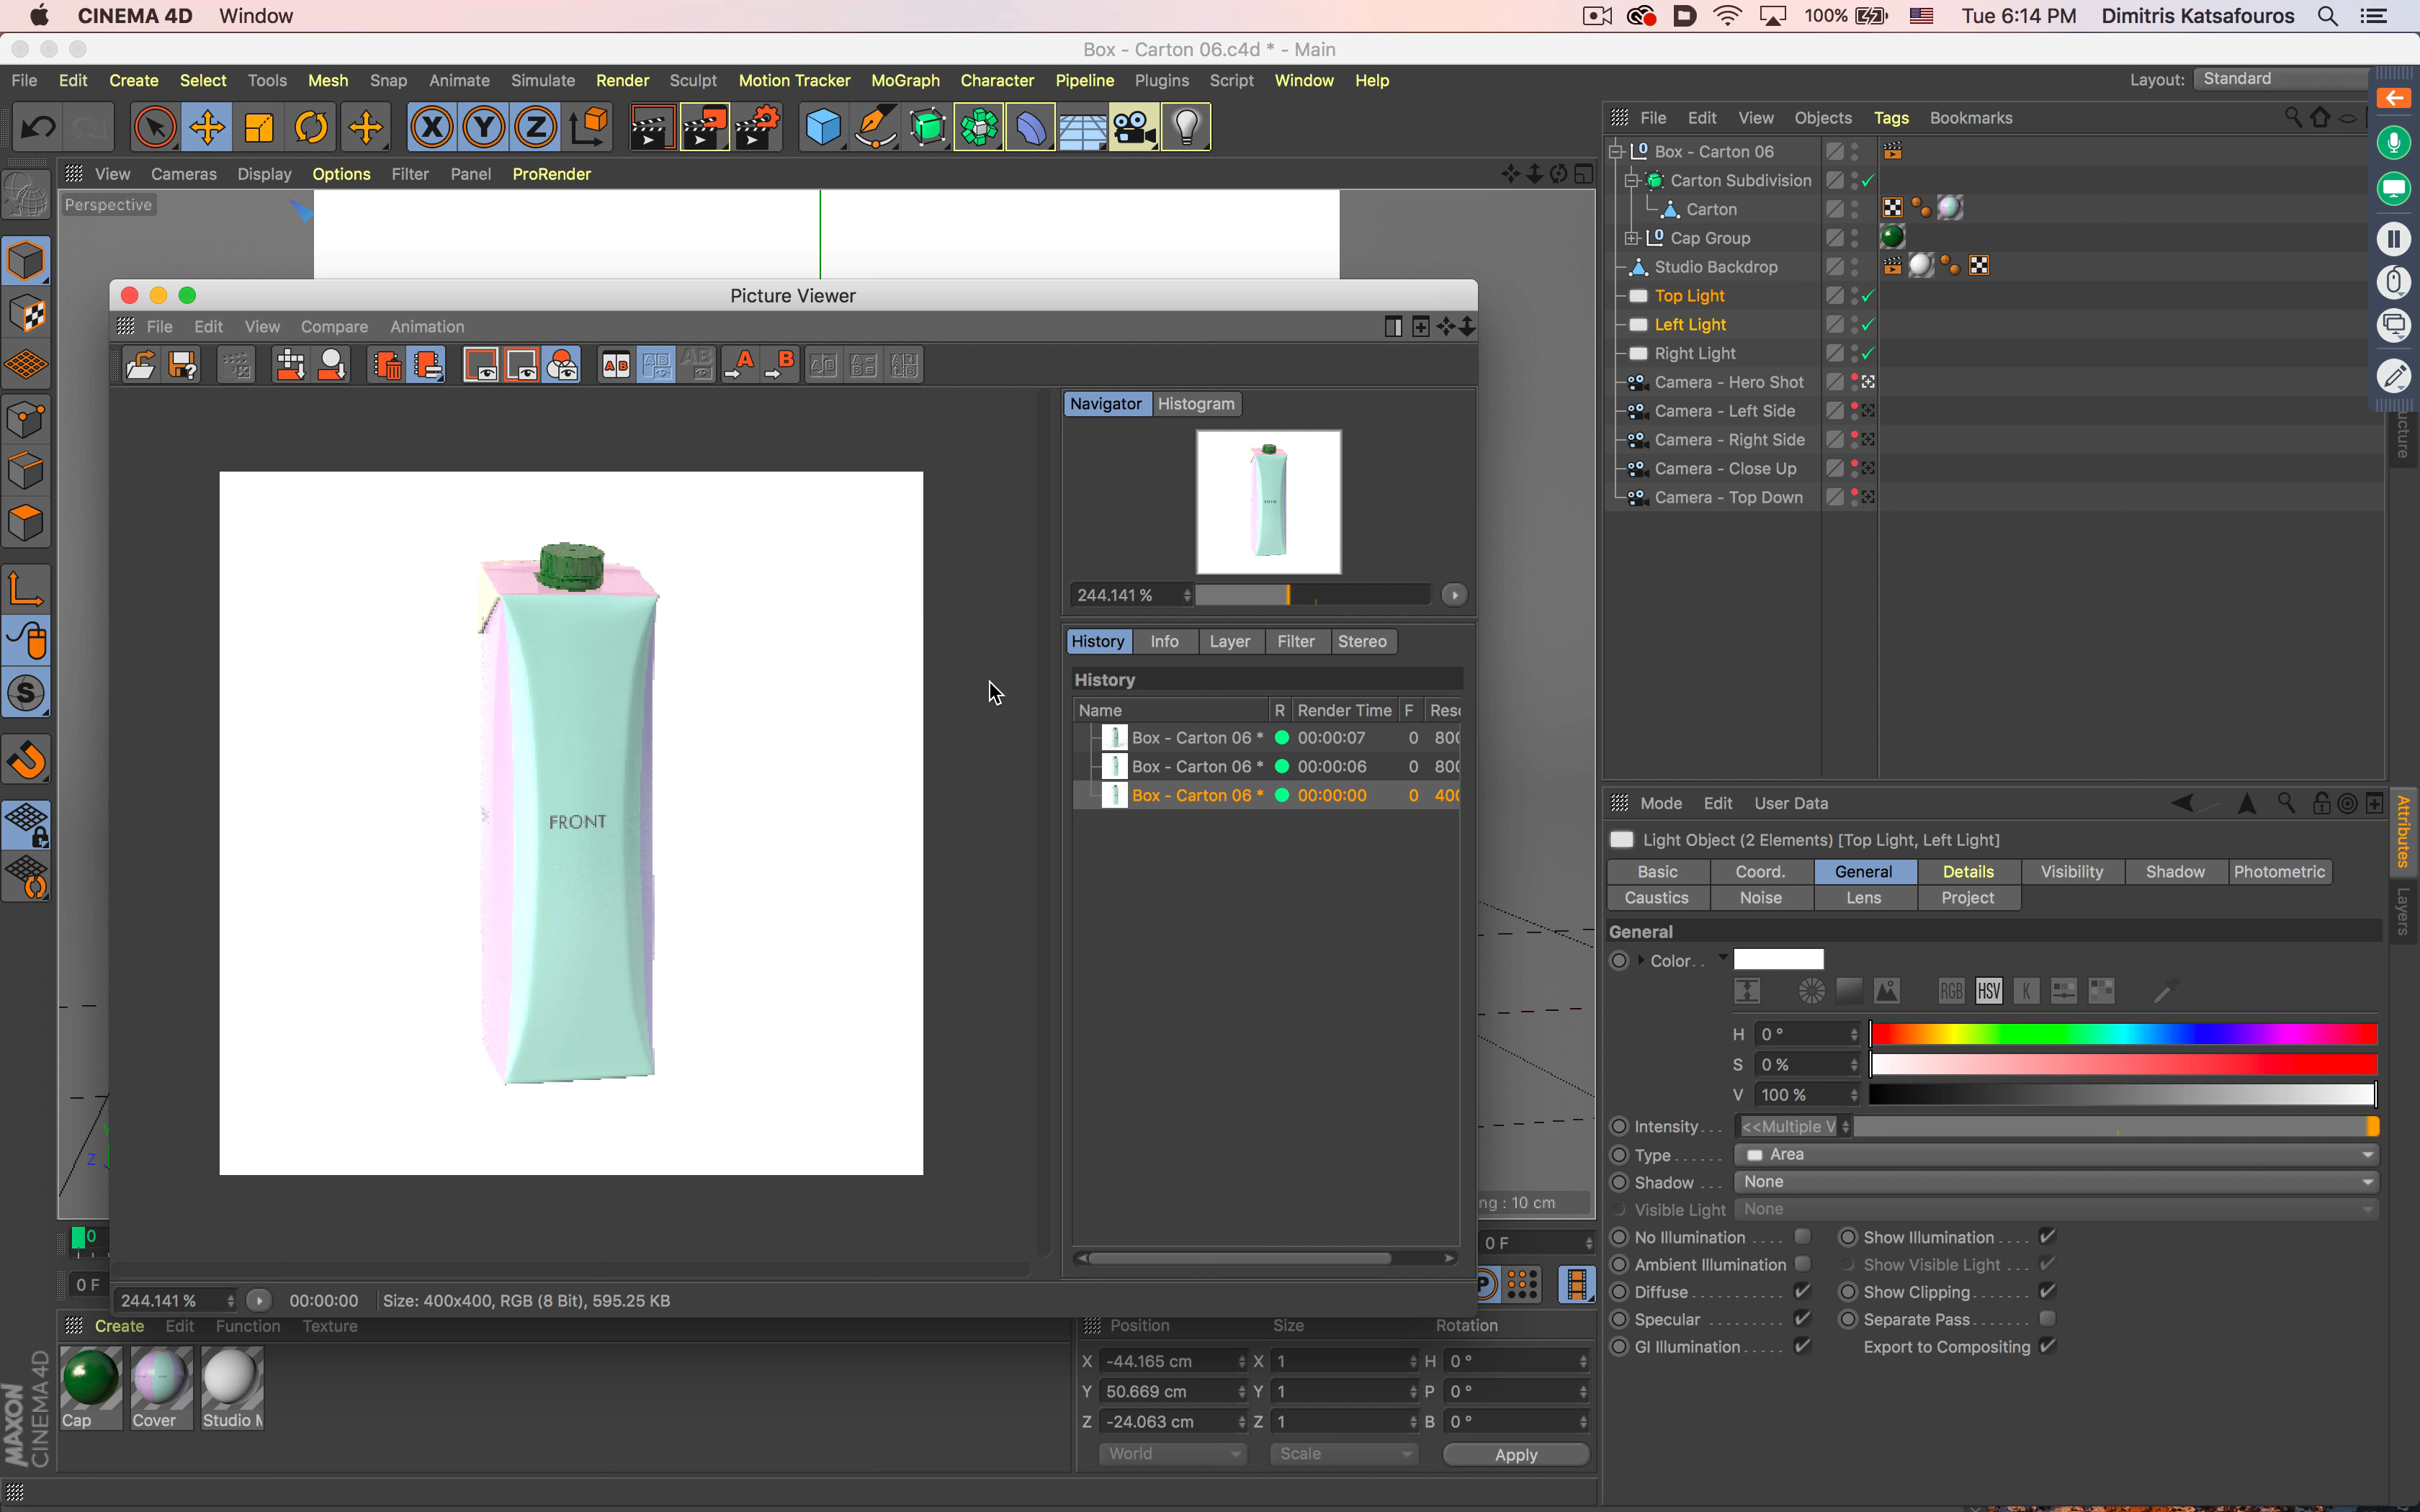 CINEMA 4D Window 100% Tue 6:14 PM Dimitris Katsafouros
Box - Carton 06.c4d * - Main
File Edit Create Select Tools Mesh Snap Animate Simulate Render Sculpt Motion Tracker MoGraph Character Pipeline Plugins Script Window Help Layout: Standard
X Y Z
File Edit View Objects Tags Bookmarks
View Cameras Display Options Filter Panel ProRender
Perspective
Box - Carton 06
Carton Subdivision
Carton
Cap Group
Studio Backdrop
Top Light
Left Light
Right Light
Camera - Hero Shot
Camera - Left Side
Camera - Right Side
Camera - Close Up
Camera - Top Down
Picture Viewer
File Edit View Compare Animation
Navigator Histogram
FRONT
244.141 %
History Info Layer Filter Stereo
History
Name R Render Time F Reso
Box - Carton 06 * 00:00:07 0 800
Box - Carton 06 * 00:00:06 0 800
Box - Carton 06 * 00:00:00 0 400
244.141 % 00:00:00 Size: 400x400, RGB (8 Bit), 595.25 KB
ng : 10 cm
0
0 F
0 F
Mode Edit User Data
Attributes
Layers
Light Object (2 Elements) [Top Light, Left Light]
Basic Coord. General Details Visibility Shadow Photometric
Caustics Noise Lens Project
General
Color
RGB HSV K
H 0 °
S 0 %
V 100 %
Intensity <<Multiple V
Type Area
Shadow None
Visible Light None
No Illumination Show Illumination
Ambient Illumination Show Visible Light
Diffuse Show Clipping
Specular Separate Pass
GI Illumination Export to Compositing
Create Edit Function Texture
Cap Cover Studio M
MAXON
CINEMA 4D
Position Size Rotation
X -44.165 cm X 1 H 0 °
Y 50.669 cm Y 1 P 0 °
Z -24.063 cm Z 1 B 0 °
World Scale Apply